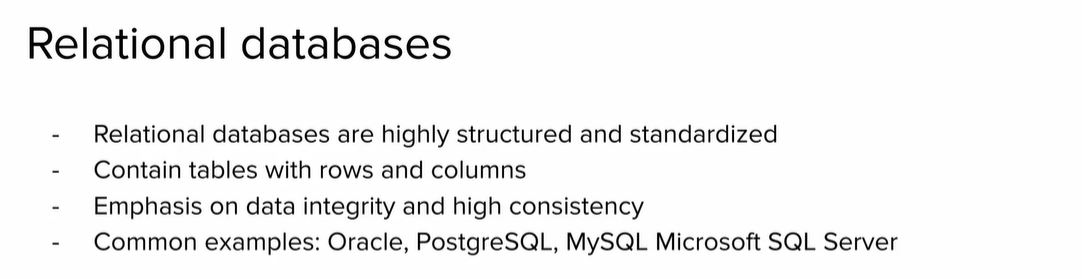 Relational databases
- Relational databases are highly structured and standardized
- Contain tables with rows and columns
- Emphasis on data integrity and high consistency
- Common examples: Oracle, PostgreSQL, MySQL Microsoft SQL Server